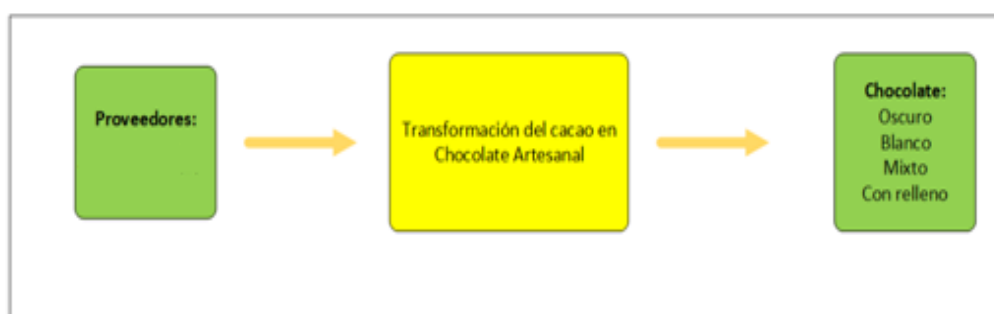 Proveedores:
Transformación del cacao en
Chocolate Artesanal
Chocolate:
Oscuro
Blanco
Mixto
Con relleno